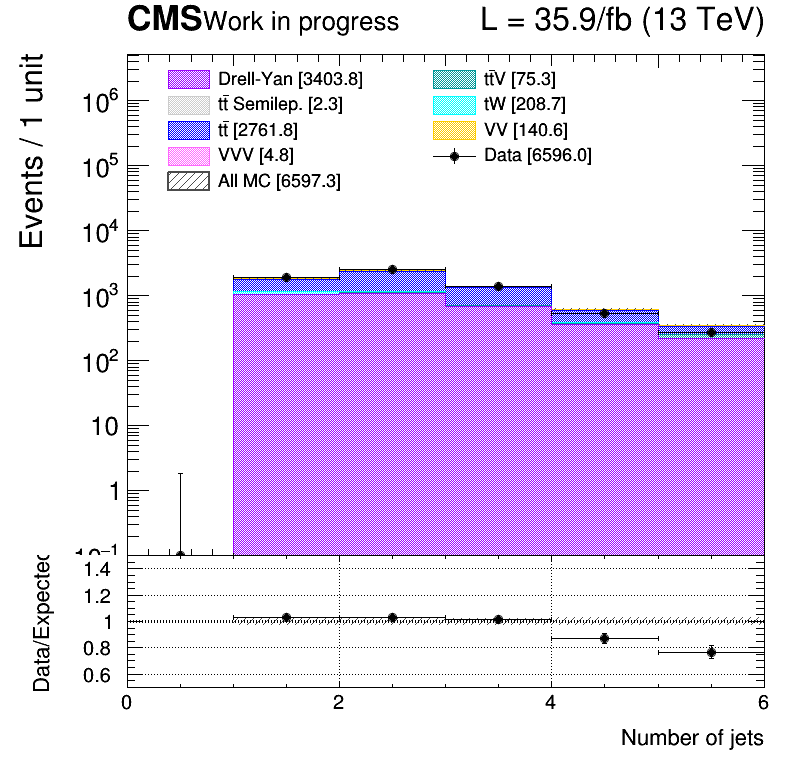 CMS Work in progress L = 35.9/fb (13 TeV)
Drell-Yan [3403.8] tt̄V [75.3]
tt̄ Semilep. [2.3] tW [208.7]
tt̄ [2761.8] VV [140.6]
VVV [4.8] Data [6596.0]
All MC [6597.3]
Events / 1 unit
10⁶
10⁵
10⁴
10³
10²
10
1
10⁻¹
Data/Expected
1.4
1.2
1
0.8
0.6
0 2 4 6
Number of jets